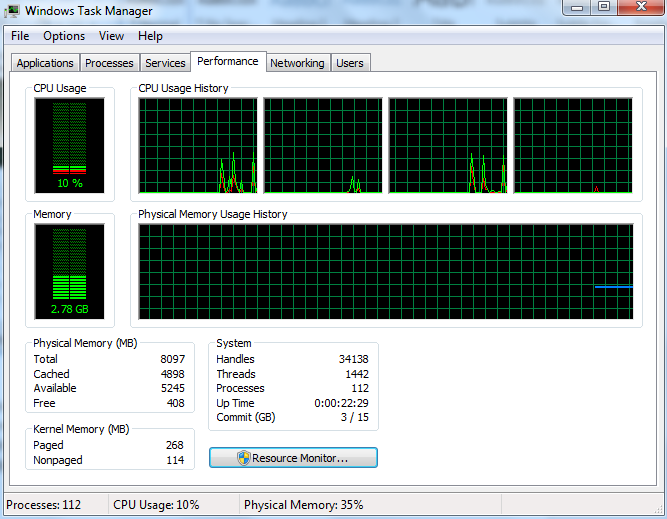 Windows Task Manager
File Options View Help
Applications Processes Services Performance Networking Users
CPU Usage
CPU Usage History
10 %
Memory
Physical Memory Usage History
2.78 GB
Physical Memory (MB)
Total 8097
Cached 4898
Available 5245
Free 408
System
Handles 34138
Threads 1442
Processes 112
Up Time 0:00:22:29
Commit (GB) 3 / 15
Kernel Memory (MB)
Paged 268
Nonpaged 114
Resource Monitor...
Processes: 112 CPU Usage: 10% Physical Memory: 35%